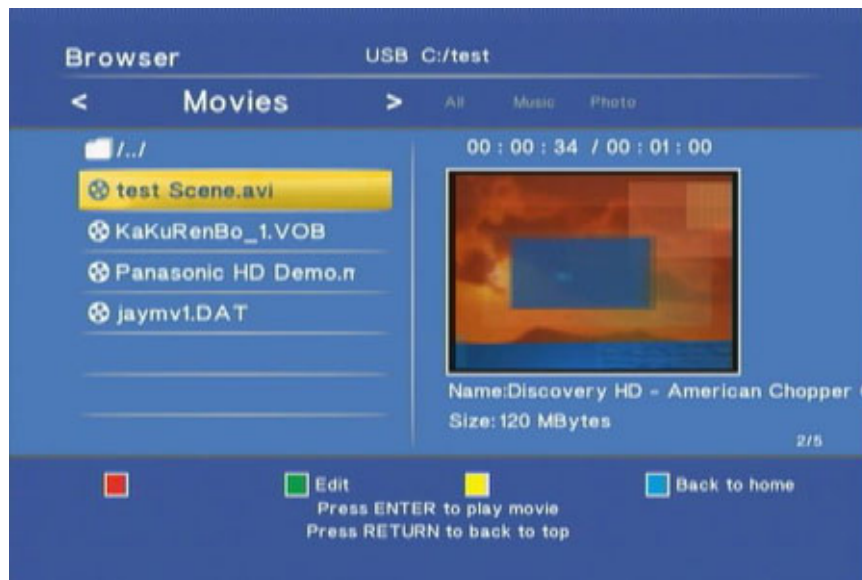 Browser USB C:/test
< Movies > All Music Photo
/../
00 : 00 : 34 / 00 : 01 : 00
test Scene.avi
KaKuRenBo_1.VOB
Panasonic HD Demo.m
jaymv1.DAT
Name:Discovery HD - American Chopper
Size:120 MBytes
2/5
Edit
Back to home
Press ENTER to play movie
Press RETURN to back to top